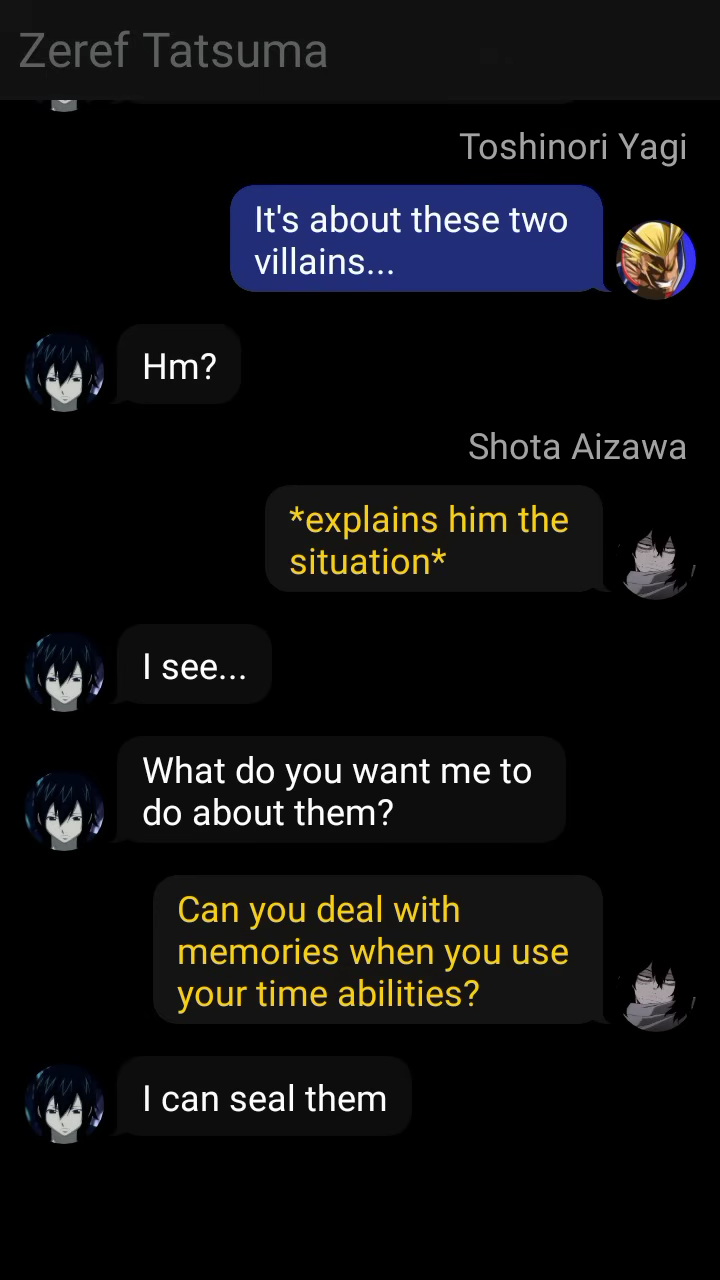 Zeref Tatsuma
Toshinori Yagi
It's about these two
villains...
Hm?
Shota Aizawa
*explains him the
situation*
I see...
What do you want me to
do about them?
Can you deal with
memories when you use
your time abilities?
I can seal them